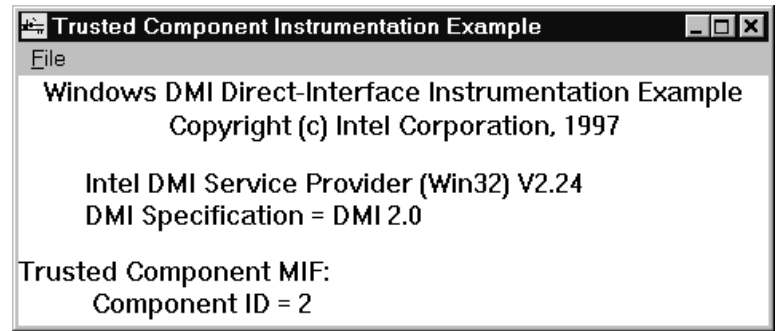 Trusted Component Instrumentation Example
File
Windows DMI Direct-Interface Instrumentation Example
Copyright (c) Intel Corporation, 1997
Intel DMI Service Provider (Win32) V2.24
DMI Specification = DMI 2.0
Trusted Component MIF:
Component ID = 2